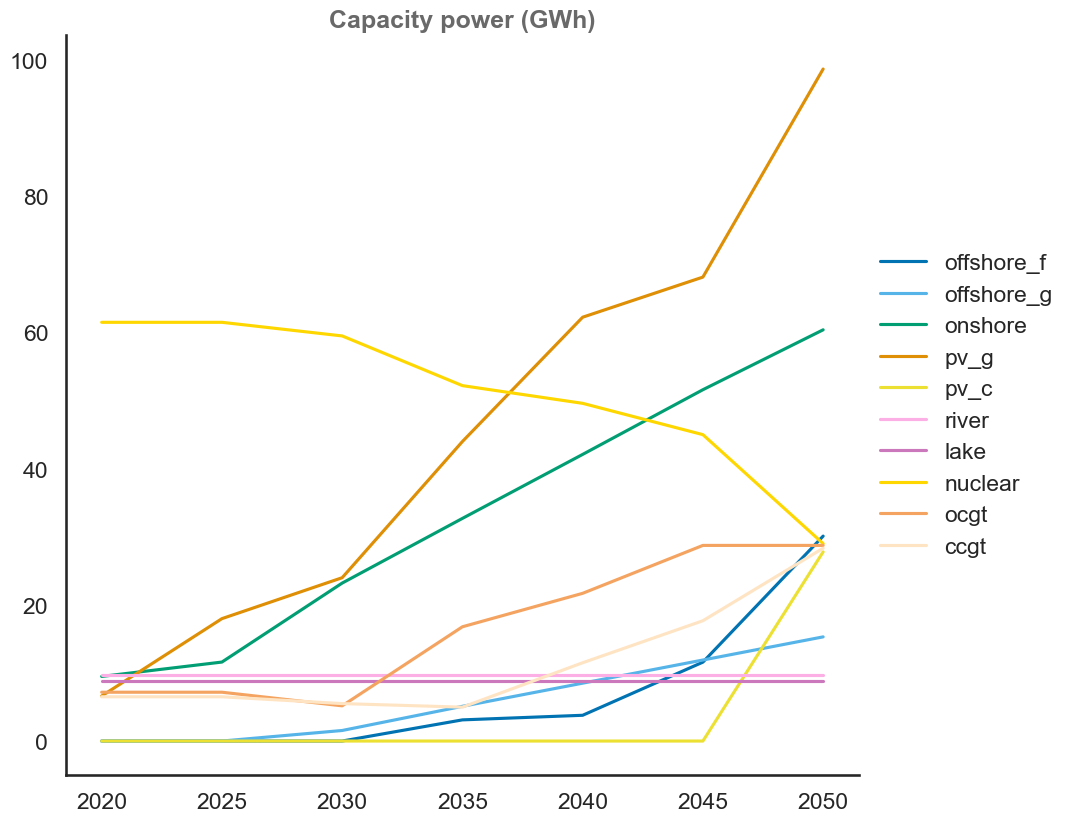 Capacity power (GWh)
100
80
60
40
20
0
2020 2025 2030 2035 2040 2045 2050
offshore_f
offshore_g
onshore
pv_g
pv_c
river
lake
nuclear
ocgt
ccgt